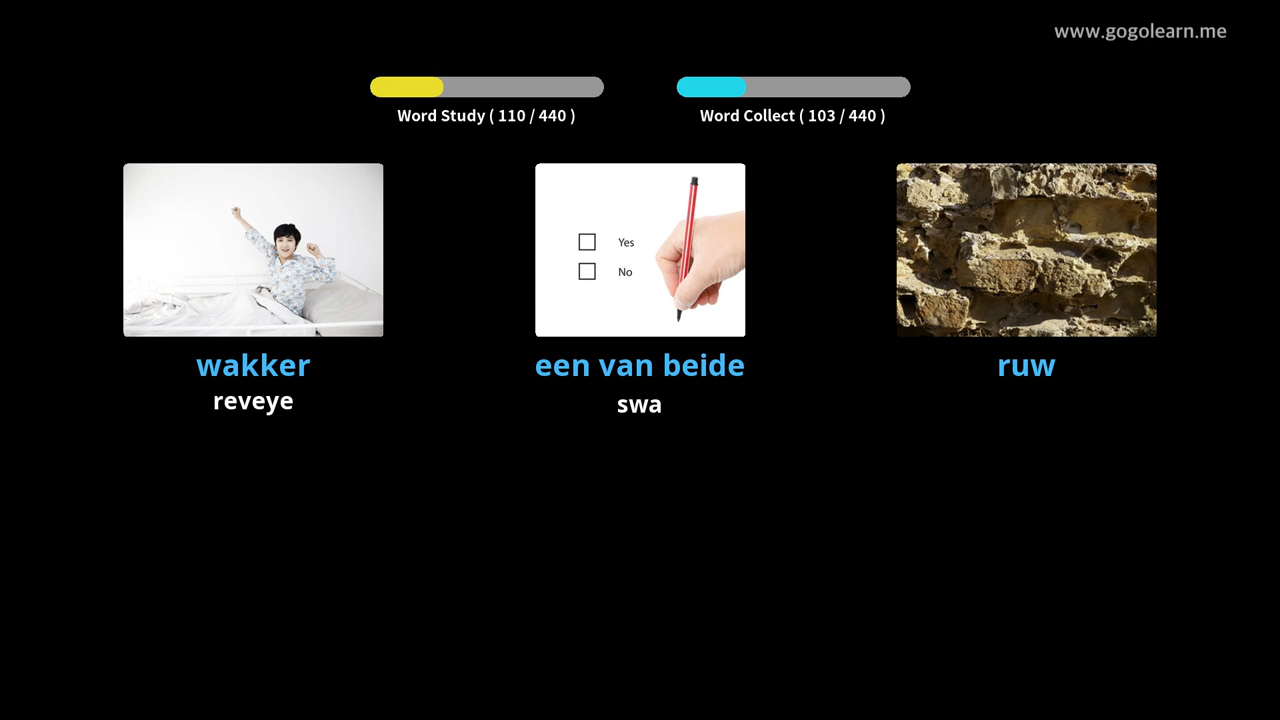 www.gogolearn.me
Word Study ( 110 / 440 )
Word Collect ( 103 / 440 )
Yes
No
wakker
een van beide
ruw
reveye
swa